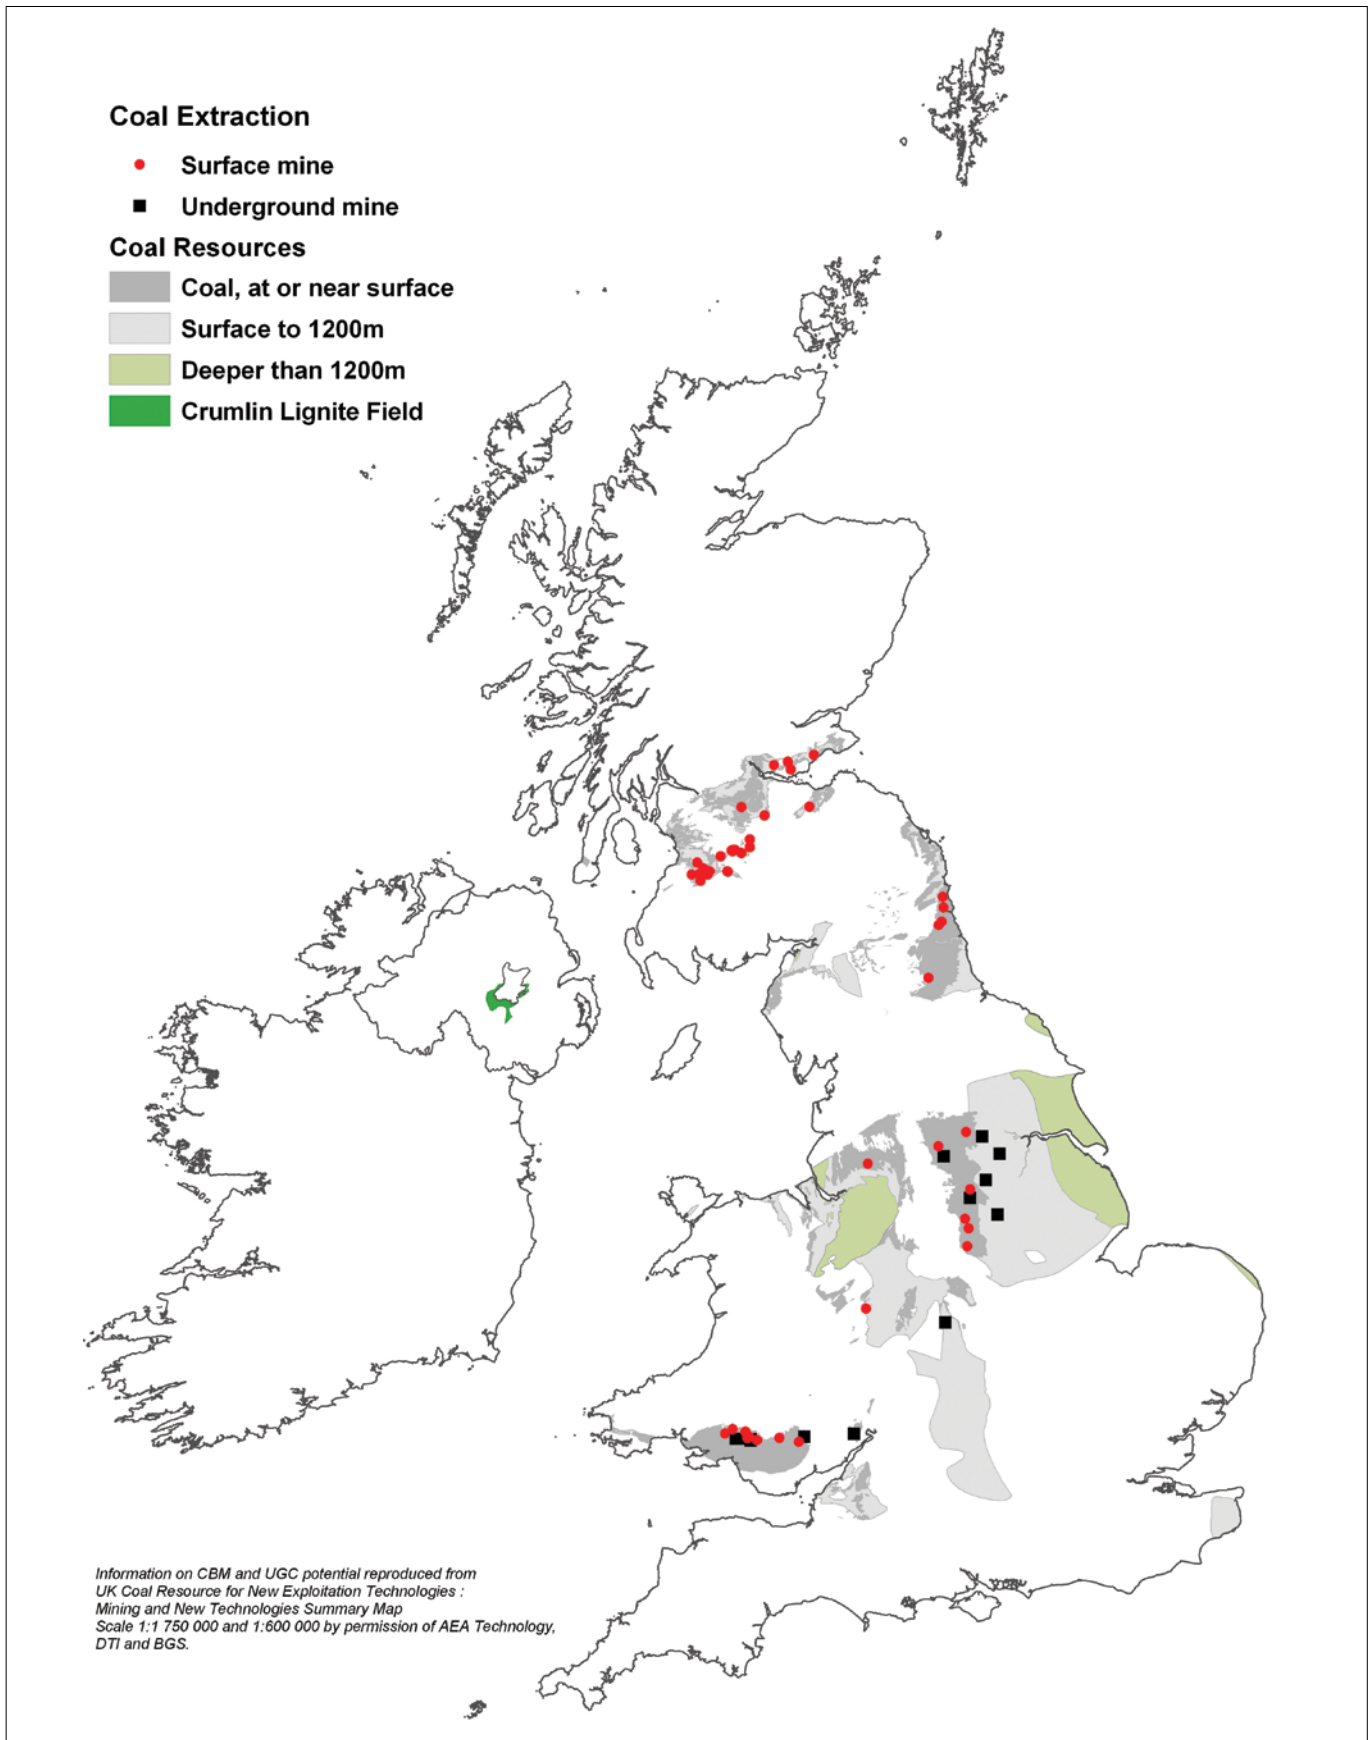 Coal Extraction
Surface mine
Underground mine
Coal Resources
Coal, at or near surface
Surface to 1200m
Deeper than 1200m
Crumlin Lignite Field
Information on CBM and UGC potential reproduced from
UK Coal Resource for New Exploitation Technologies :
Mining and New Technologies Summary Map
Scale 1:1 750 000 and 1:600 000 by permission of AEA Technology,
DTI and BGS.